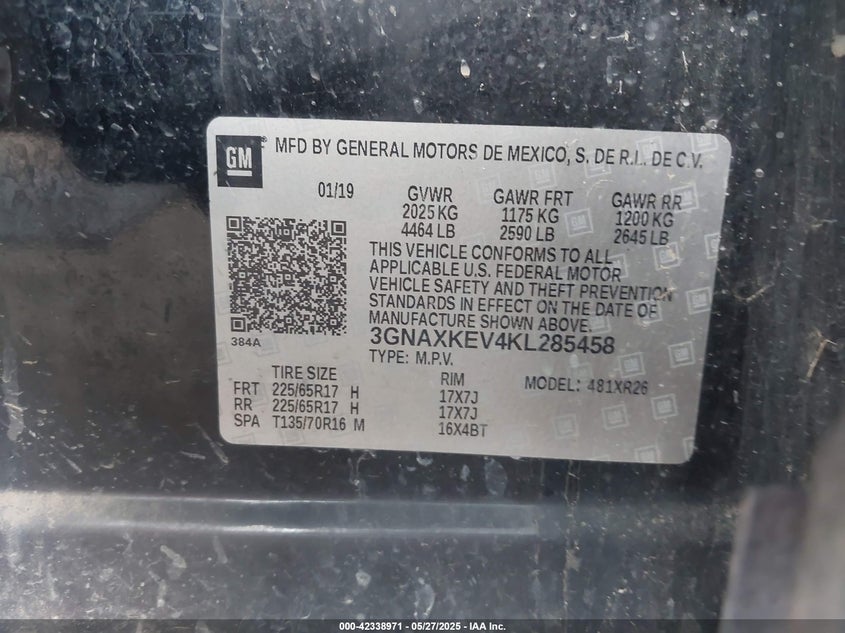 GM
MFD BY GENERAL MOTORS DE MEXICO, S. DE R.L. DE C.V.
01/19 GVWR GAWR FRT GAWR RR
2025 KG 1175 KG 1200 KG
4464 LB 2590 LB 2645 LB
THIS VEHICLE CONFORMS TO ALL
APPLICABLE U.S. FEDERAL MOTOR
VEHICLE SAFETY AND THEFT PREVENTION
STANDARDS IN EFFECT ON THE DATE OF
MANUFACTURE SHOWN ABOVE.
384A
3GNAXKEV4KL285458
TYPE: M.P.V.
TIRE SIZE RIM MODEL: 481XR26
FRT 225/65R17 H 17X7J
RR 225/65R17 H 17X7J
SPA T135/70R16 M 16X4BT
000-42338971 — 05/27/2025 — IAA Inc.